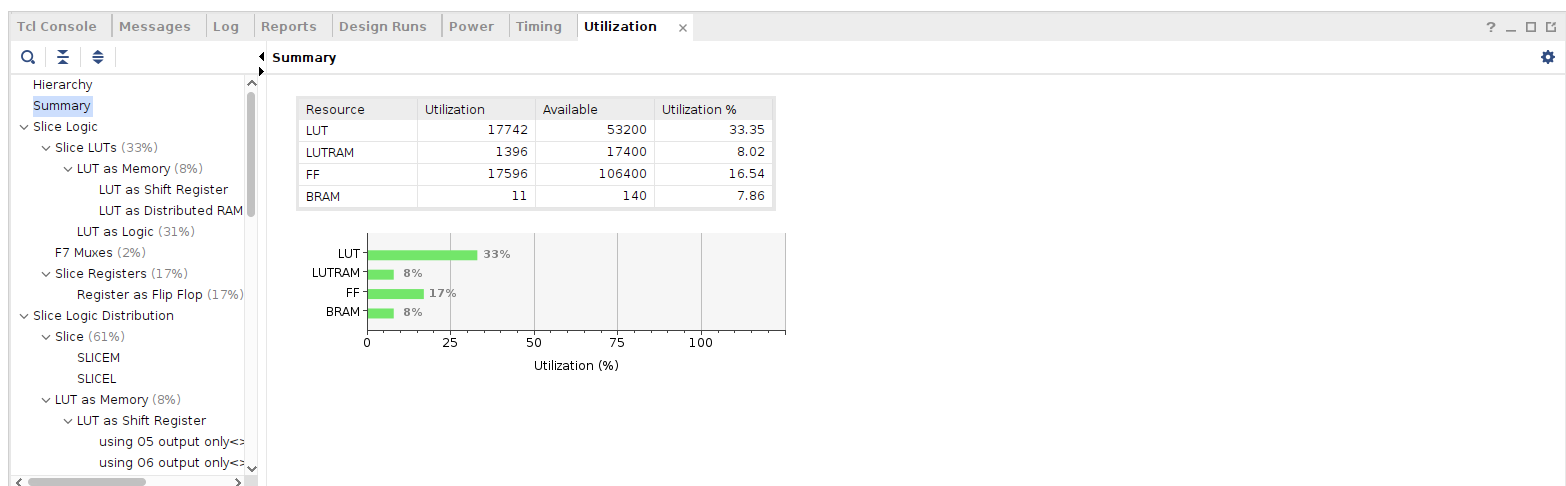 Tcl Console Messages Log Reports Design Runs Power Timing Utilization × ?
Summary
Hierarchy
Summary
Slice Logic
Slice LUTs (33%)
LUT as Memory (8%)
LUT as Shift Register
LUT as Distributed RAM
LUT as Logic (31%)
F7 Muxes (2%)
Slice Registers (17%)
Register as Flip Flop (17%)
Slice Logic Distribution
Slice (61%)
SLICEM
SLICEL
LUT as Memory (8%)
LUT as Shift Register
using O5 output only<>
using O6 output only<>
Resource Utilization Available Utilization %
LUT 17742 53200 33.35
LUTRAM 1396 17400 8.02
FF 17596 106400 16.54
BRAM 11 140 7.86
LUT 33%
LUTRAM 8%
FF 17%
BRAM 8%
0 25 50 75 100
Utilization (%)